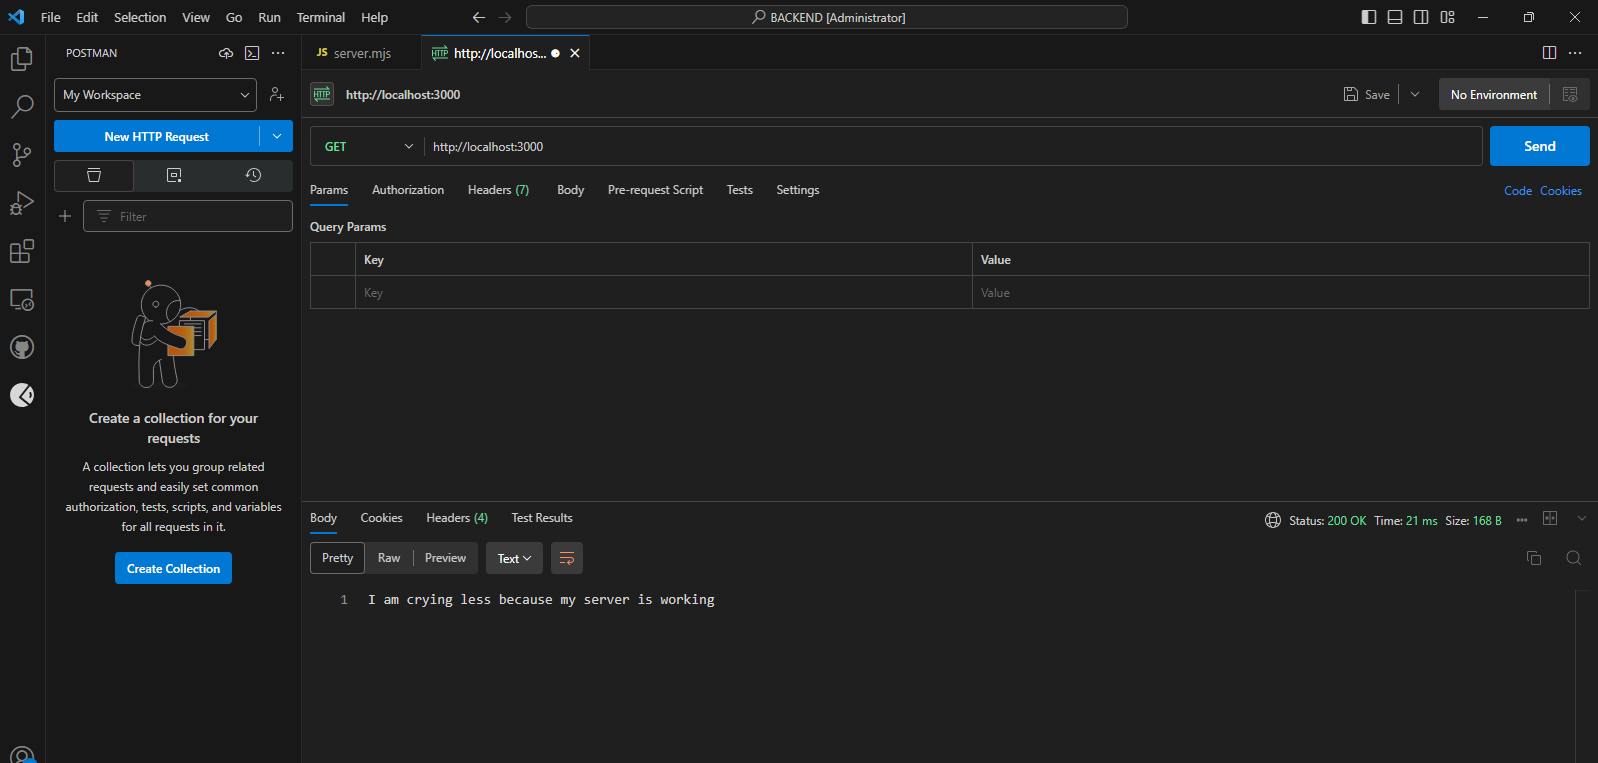 File Edit Selection View Go Run Terminal Help
BACKEND [Administrator]
POSTMAN
JS server.mjs
HTTP http://localhos...
My Workspace
HTTP http://localhost:3000
Save
No Environment
New HTTP Request
GET http://localhost:3000
Send
Params Authorization Headers (7) Body Pre-request Script Tests Settings
Code Cookies
Filter
Query Params
Key Value
Key Value
Create a collection for your
requests
A collection lets you group related
requests and easily set common
authorization, tests, scripts, and variables
for all requests in it.
Create Collection
Body Cookies Headers (4) Test Results
Status: 200 OK Time: 21 ms Size: 168 B
Pretty Raw Preview Text
1 I am crying less because my server is working